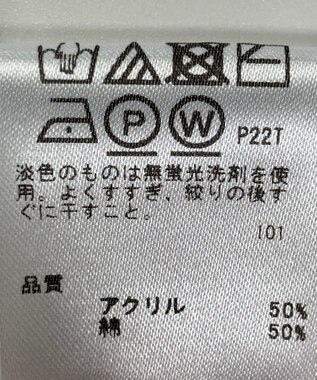 P W P22T
淡色のものは無蛍光洗剤を使
用。よくすすぎ、絞りの後す
ぐに干すこと。
101
品質
アクリル 50%
綿 50%